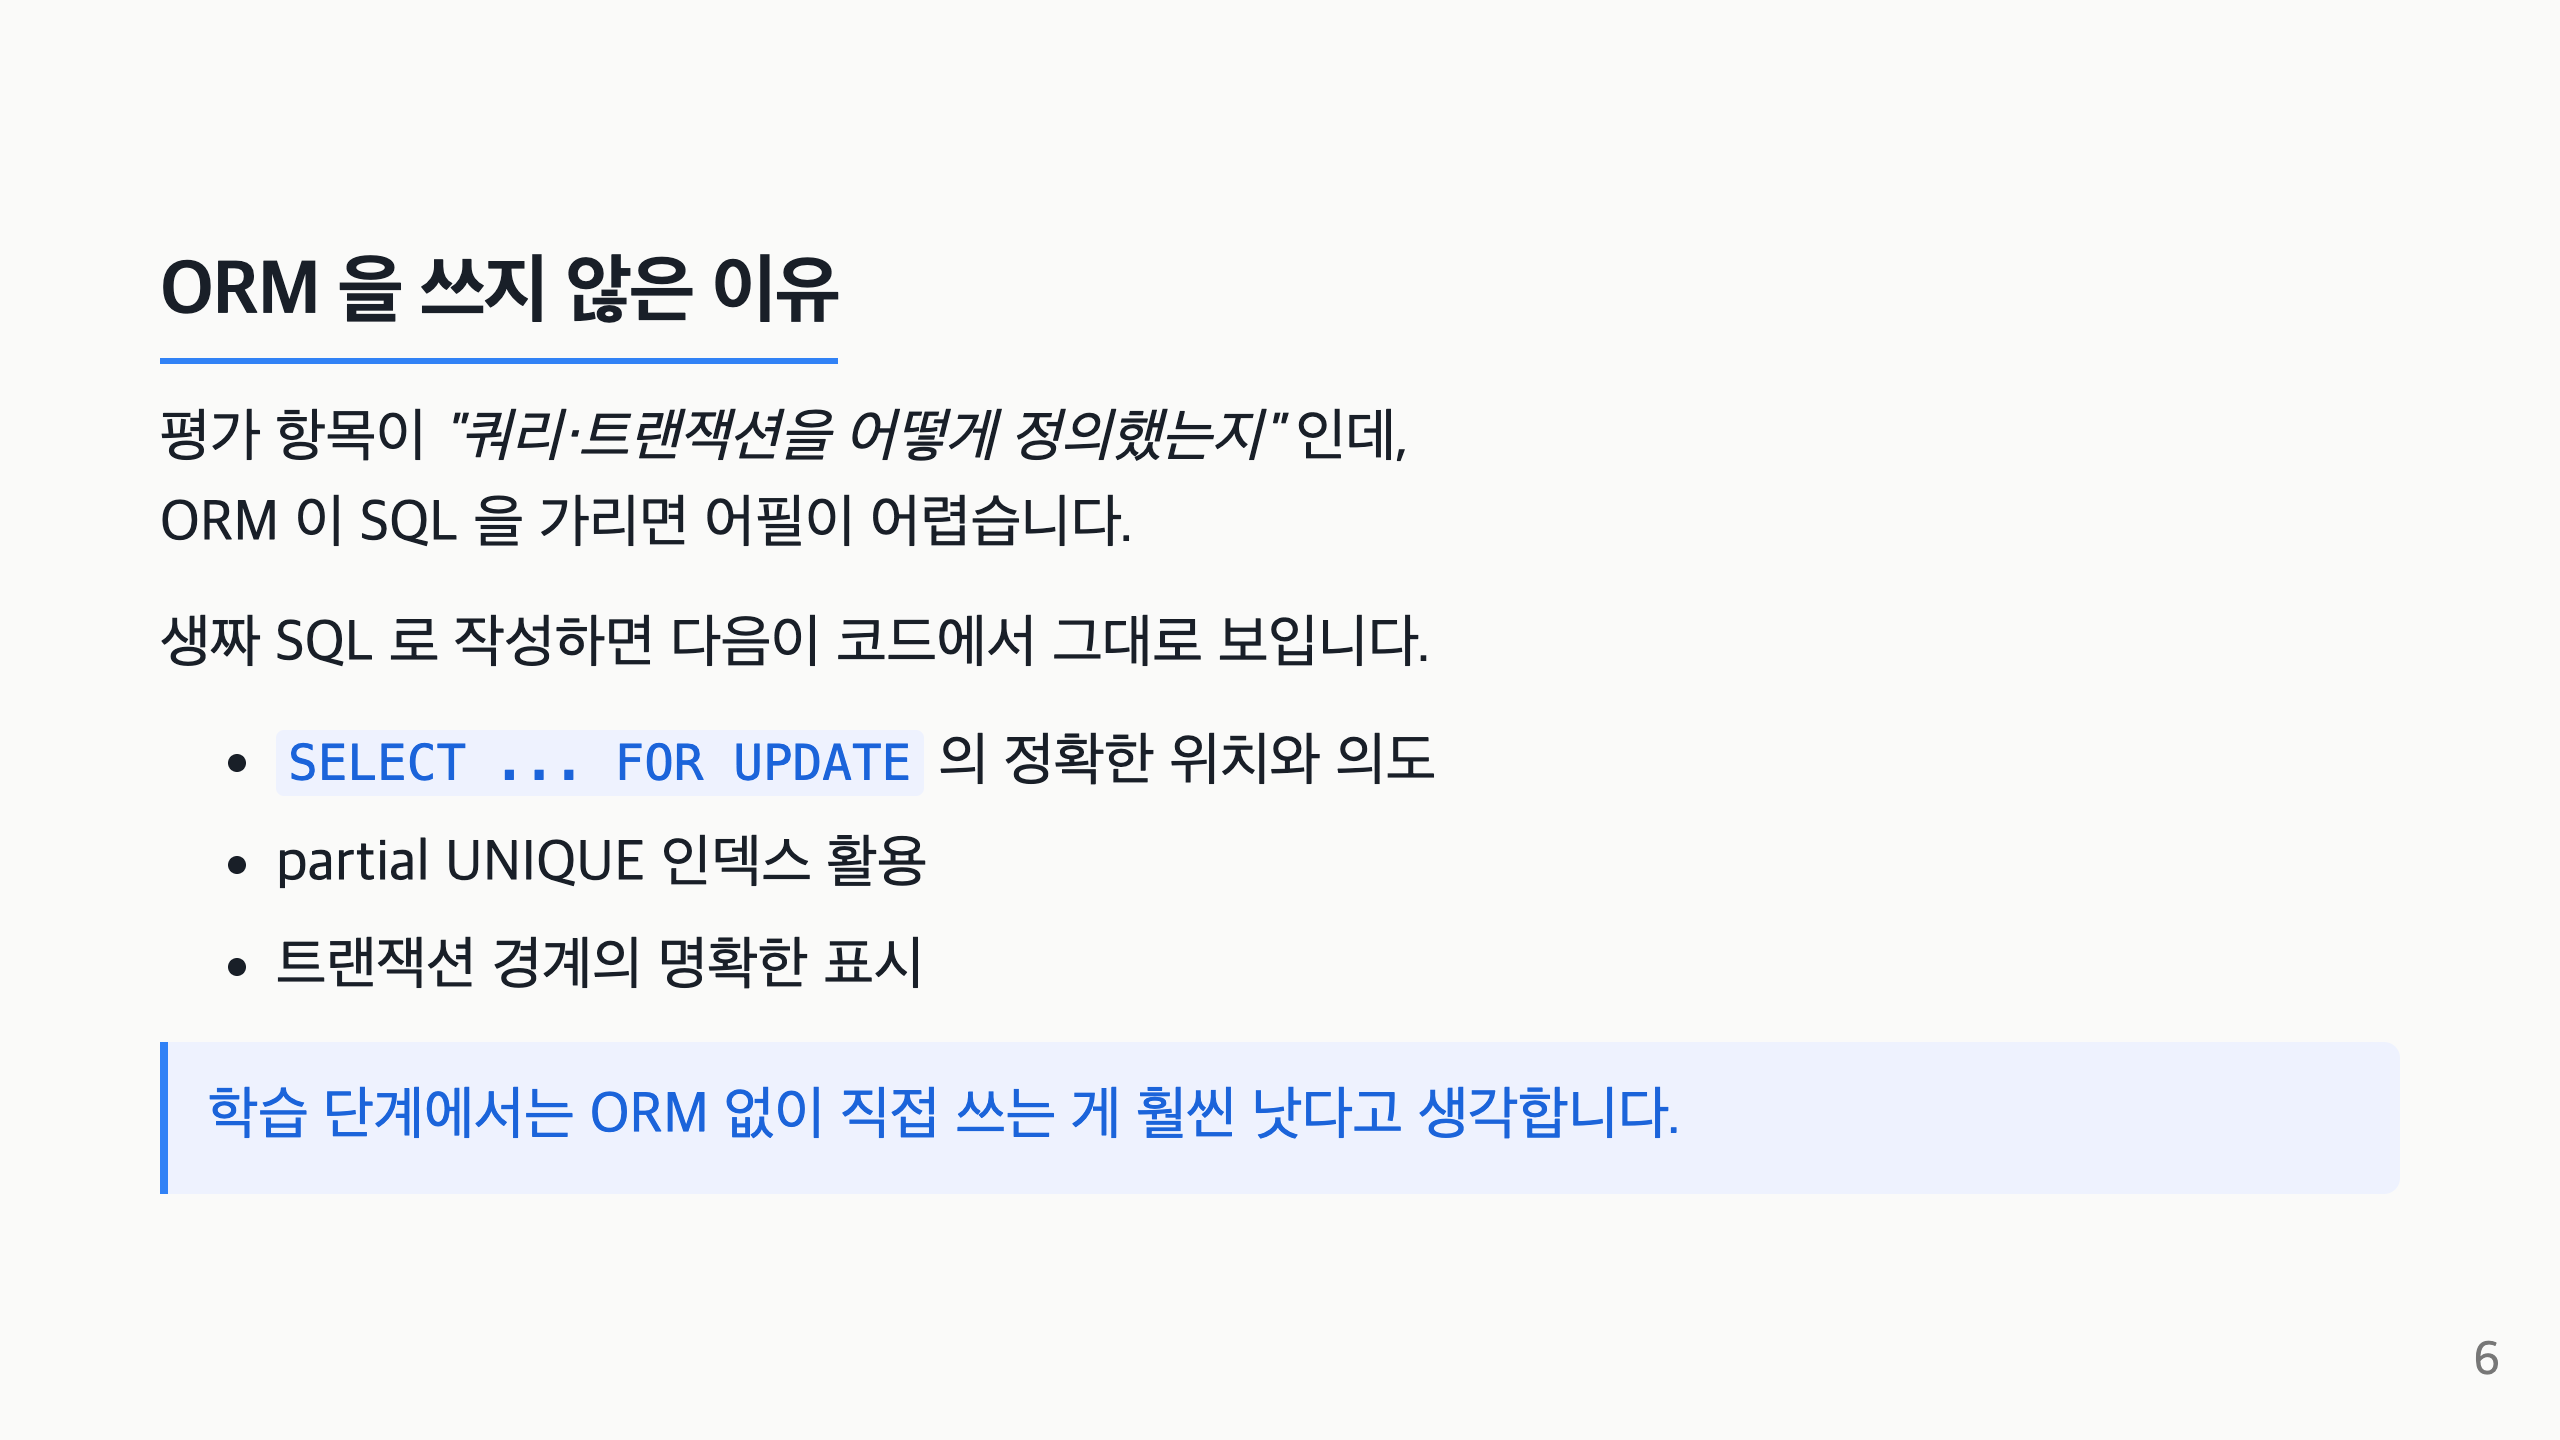 ORM 을 쓰지 않은 이유
평가 항목이 "쿼리·트랜잭션을 어떻게 정의했는지"인데,
ORM 이 SQL 을 가리면 어필이 어렵습니다.
생짜 SQL 로 작성하면 다음이 코드에서 그대로 보입니다.
• SELECT ... FOR UPDATE 의 정확한 위치와 의도
• partial UNIQUE 인덱스 활용
• 트랜잭션 경계의 명확한 표시
학습 단계에서는 ORM 없이 직접 쓰는 게 훨씬 낫다고 생각합니다.
6